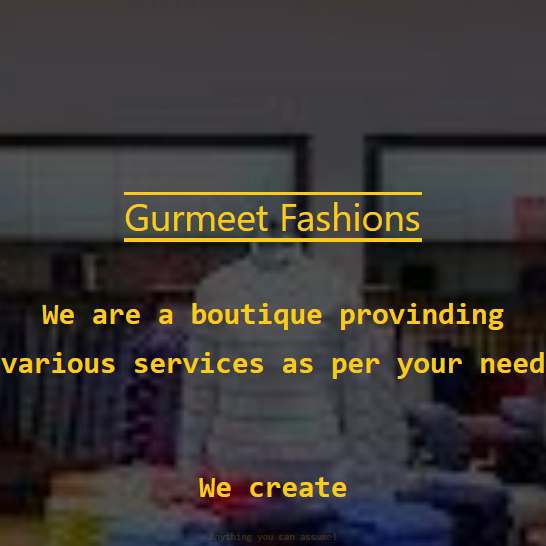 Gurmeet Fashions
We are a boutique provinding
various services as per your need
We create
Anything you can assume!